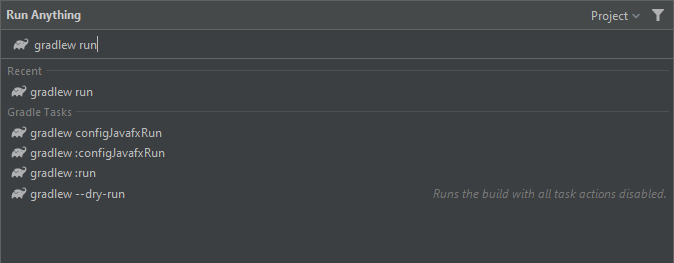 Run Anything Project
gradlew run
Recent
gradlew run
Gradle Tasks
gradlew configJavafxRun
gradlew :configJavafxRun
gradlew :run
gradlew --dry-run Runs the build with all task actions disabled.